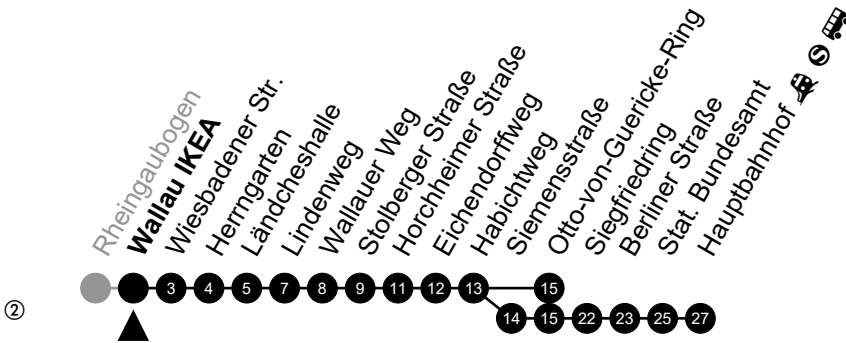 Rheingaubogen
Wallau IKEA
Wiesbadener Str.
Herrngarten
Ländcheshalle
Lindenweg
Wallauer Weg
Stolberger Straße
Horchheimer Straße
Eichendorffweg
Habichtweg
Siemensstraße
Otto-von-Guericke-Ring
Siegfriedring
Berliner Straße
Stat. Bundesamt
Hauptbahnhof S
3 4 5 7 8 9 11 12 13 15
② 14 15 22 23 25 27